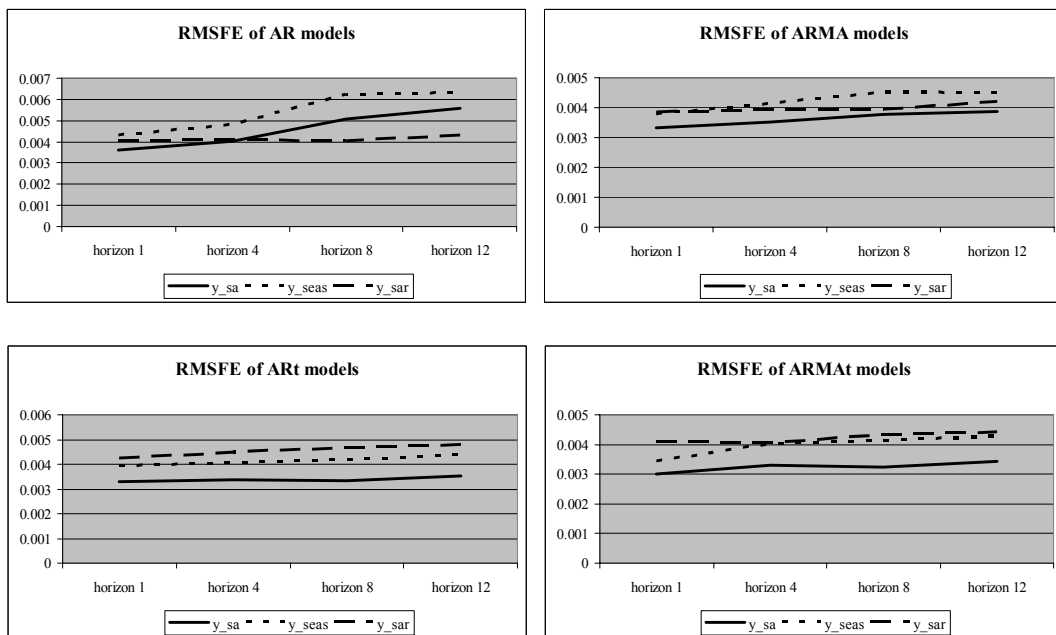 RMSFE of AR models
0.007
0.006
0.005
0.004
0.003
0.002
0.001
0
horizon 1 horizon 4 horizon 8 horizon 12
y_sa y_seas y_sar
RMSFE of ARMA models
0.005
0.004
0.003
0.002
0.001
0
horizon 1 horizon 4 horizon 8 horizon 12
y_sa y_seas y_sar
RMSFE of ARt models
0.006
0.005
0.004
0.003
0.002
0.001
0
horizon 1 horizon 4 horizon 8 horizon 12
y_sa y_seas y_sar
RMSFE of ARMAt models
0.005
0.004
0.003
0.002
0.001
0
horizon 1 horizon 4 horizon 8 horizon 12
y_sa y_seas y_sar